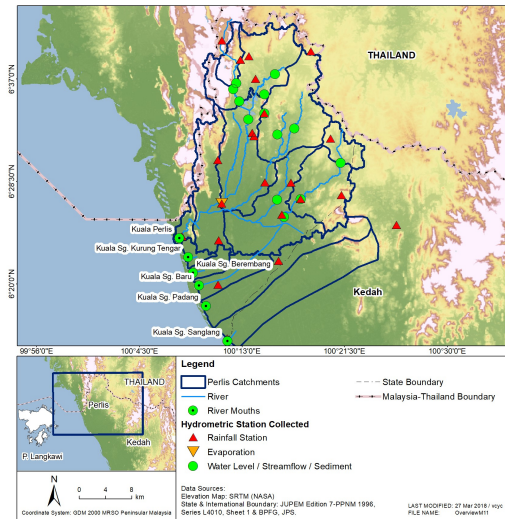 THAILAND
6°37'0"N
6°28'30"N
6°20'0"N
Kuala Perlis
Kuala Sg. Kurung Tengar
Kuala Sg. Berembang
Kuala Sg. Baru
Kuala Sg. Padang
Kuala Sg. Sanglang
Kedah
99°56'0"E
100°4'30"E
100°13'0"E
100°21'30"E
100°30'0"E
THAILAND
Perlis
Kedah
P. Langkawi
N
0 4 8
km
Coordinate System: GDM 2000 MRSO Peninsular Malaysia
Legend
Perlis Catchments
River
River Mouths
State Boundary
Malaysia-Thailand Boundary
Hydrometric Station Collected
Rainfall Station
Evaporation
Water Level / Streamflow / Sediment
Data Sources:
Elevation Map: SRTM (NASA)
State & International Boundary: JUPEM Edition 7-PPNM 1996,
Series L4010, Sheet 1 & BPFG, JPS.
LAST MODIFIED: 27 Mar 2018 / vcyc
FILE NAME: OverviewM11